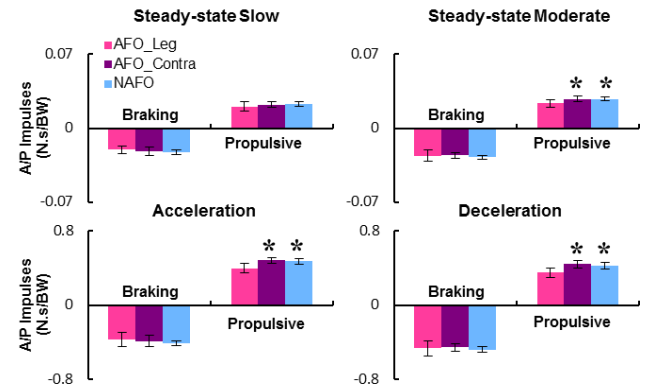 Steady-state Slow
Steady-state Moderate
0.07
0
-0.07
A/P Impulses
(N.s/BW)
AFO_Leg
AFO_Contra
NAFO
Braking
Propulsive
0.07
0
-0.07
* *
Braking
Propulsive
Acceleration
Deceleration
0.8
0
-0.8
A/P Impulses
(N.s/BW)
* *
Braking
Propulsive
0.8
0
-0.8
* *
Braking
Propulsive